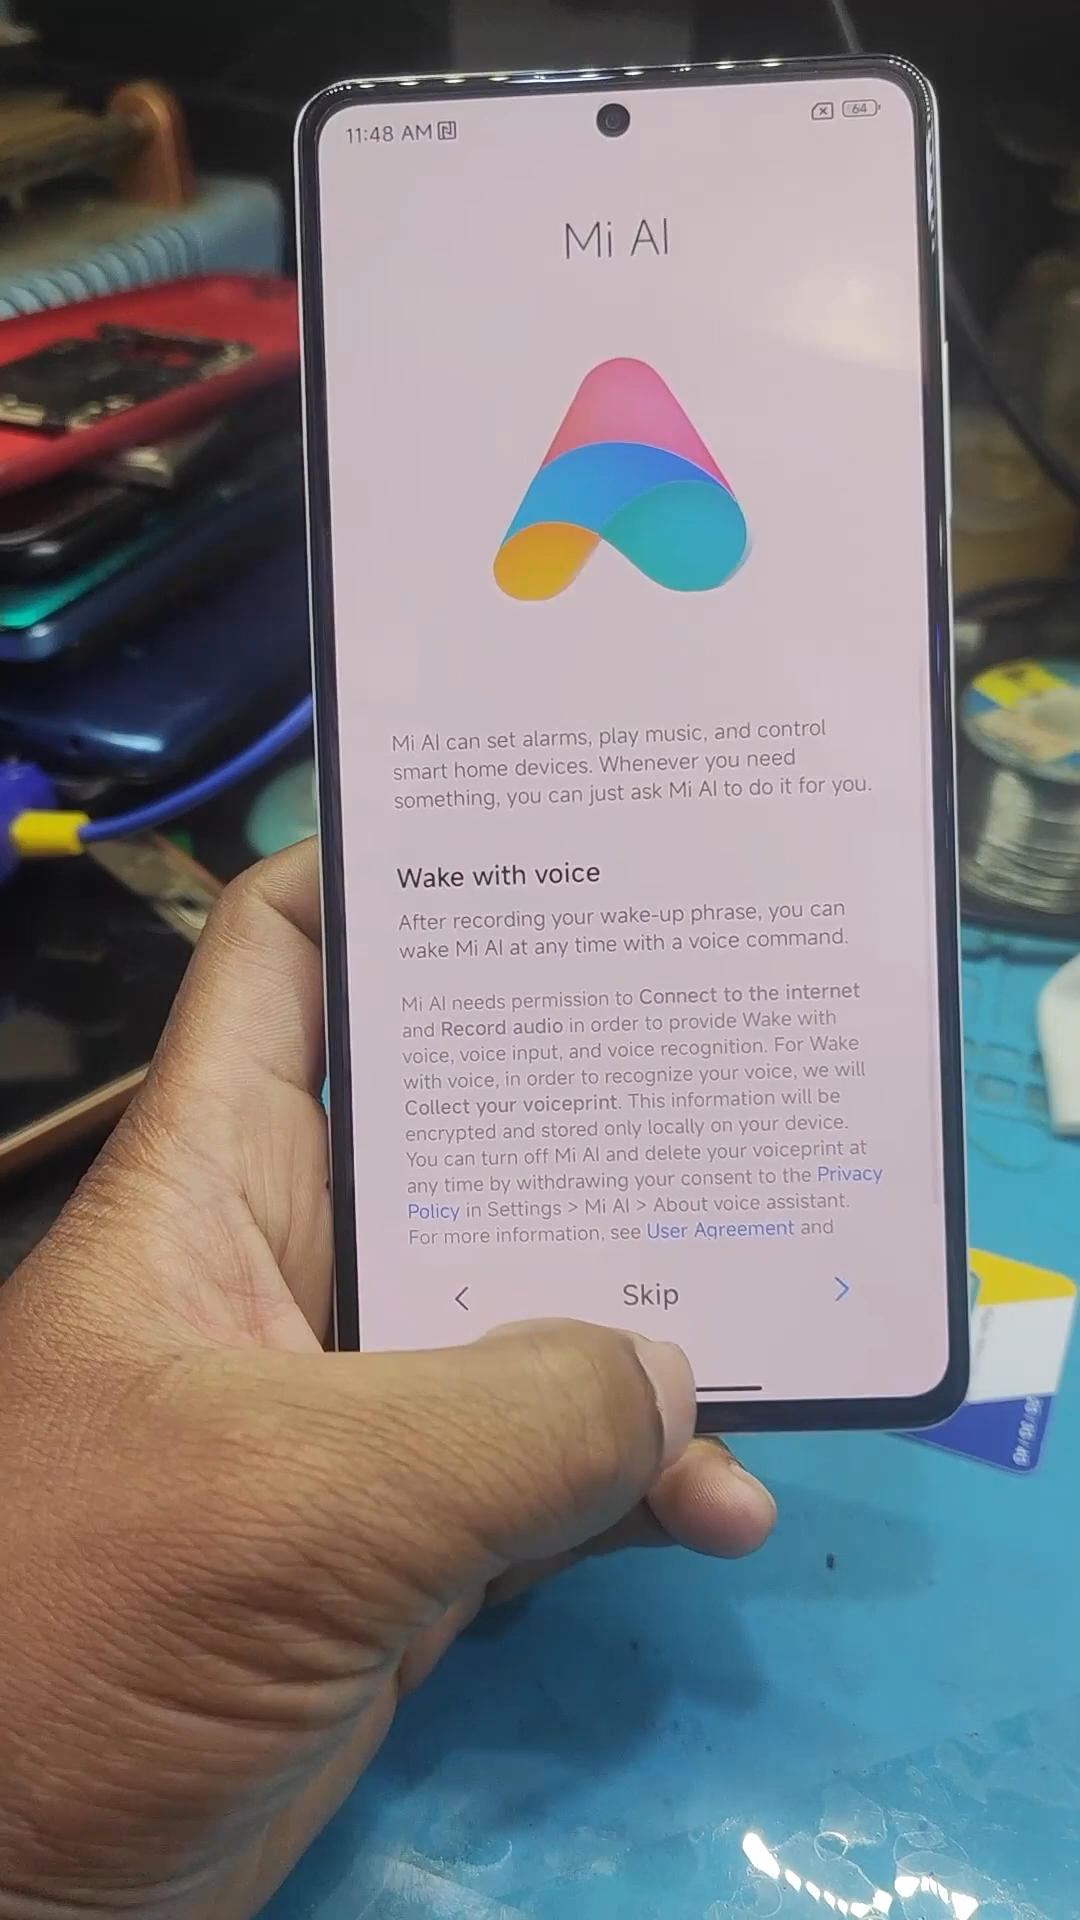 11:48 AM
64
Mi AI
Mi AI can set alarms, play music, and control
smart home devices. Whenever you need
something, you can just ask Mi AI to do it for you.
Wake with voice
After recording your wake-up phrase, you can
wake Mi AI at any time with a voice command.
Mi AI needs permission to Connect to the internet
and Record audio in order to provide Wake with
voice, voice input, and voice recognition. For Wake
with voice, in order to recognize your voice, we will
Collect your voiceprint. This information will be
encrypted and stored only locally on your device.
You can turn off Mi AI and delete your voiceprint at
any time by withdrawing your consent to the Privacy
Policy in Settings > Mi AI > About voice assistant.
For more information, see User Agreement and
< Skip >